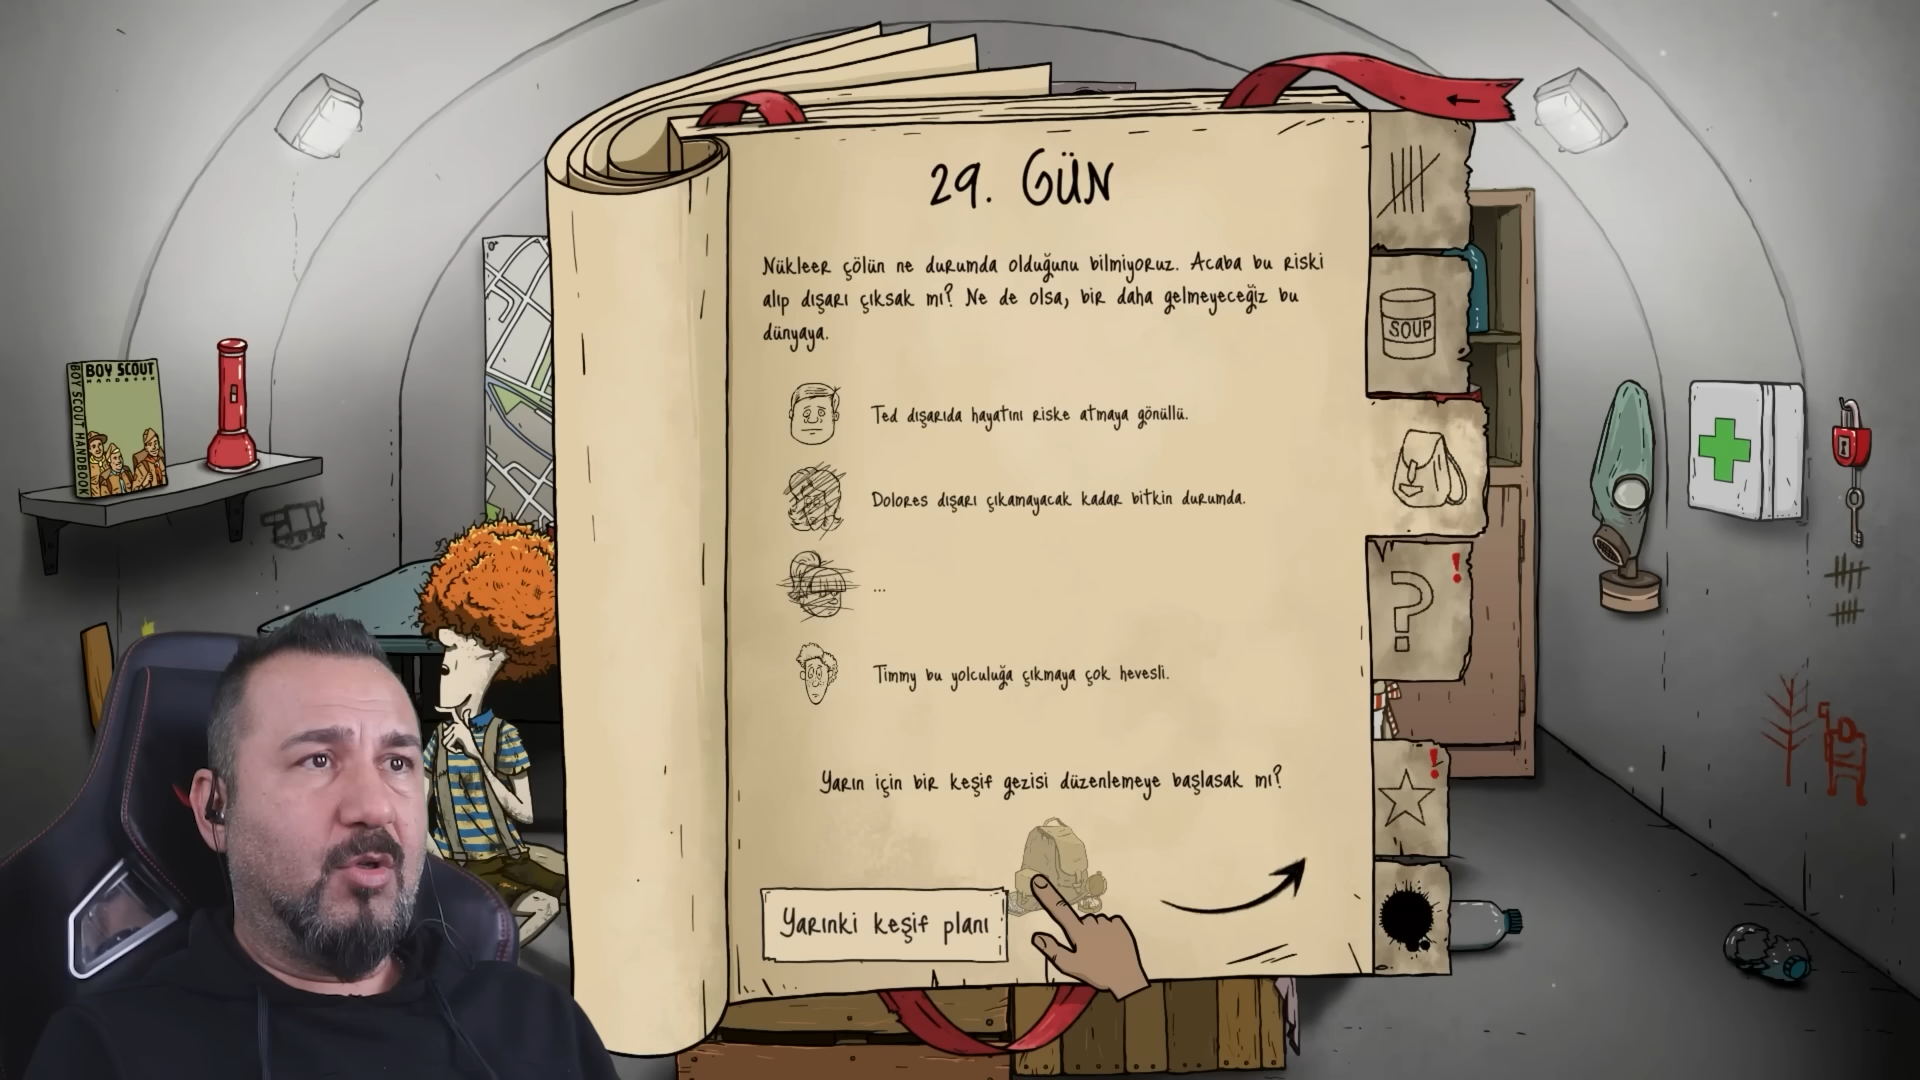 29. GÜN
Nükleer çölün ne durumda olduğunu bilmiyoruz. Acaba bu riski
alıp dışarı çıksak mı? Ne de olsa, bir daha gelmeyeceğiz bu
dünyaya.
Ted dışarıda hayatını riske atmaya gönüllü.
Dolores dışarı çıkamayacak kadar bitkin durumda.
...
Timmy bu yolculuğa çıkmaya çok hevesli.
Yarın için bir keşif gezisi düzenlemeye başlasak mı?
Yarınki keşif planı
SOUP
?
!
!
BOY SCOUT
HANDBOOK
BOY SCOUT HANDBOOK